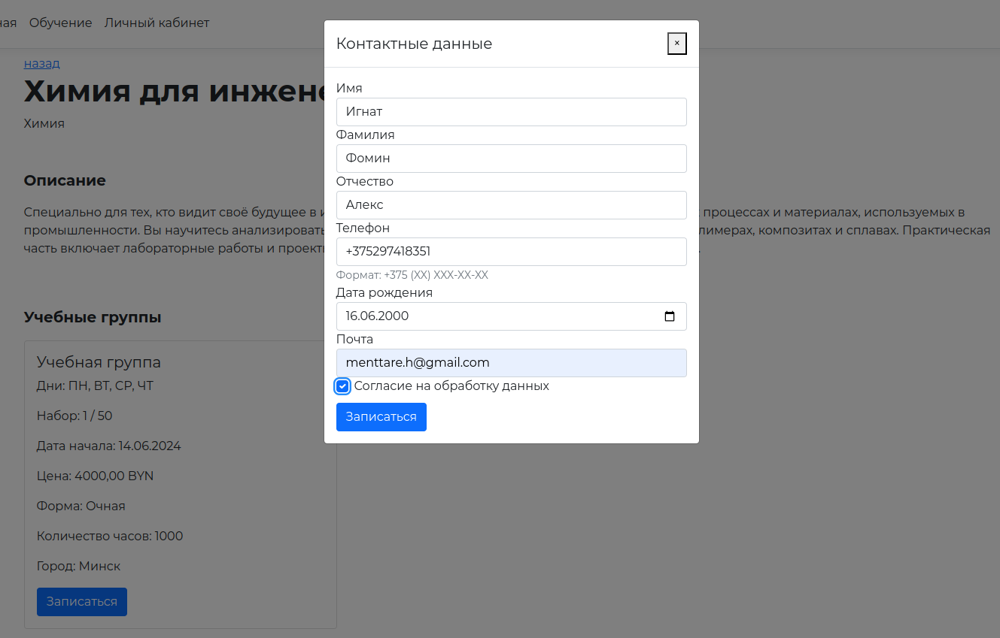 Обучение Личный кабинет
назад
Химия для
Химия
Описание
Специально для тех, кто видит своё будущее в
процессах и материалах, используемых в
промышленности. Вы научитесь анализировать
композитах и сплавах. Практическая
часть включает лабораторные работы и
Учебные группы
Учебная группа
Дни: ПН, ВТ, СР, ЧТ
Набор: 1 / 50
Дата начала: 14.06.2024
Цена: 4000,00 BYN
Форма: Очная
Количество часов: 1000
Город: Минск
Записаться
Контактные данные
×
Имя
Игнат
Фамилия
Фомин
Отчество
Алекс
Телефон
+375297418351
Формат: +375 (XX) XXX-XX-XX
Дата рождения
16.06.2000
Почта
menttare.h@gmail.com
Согласие на обработку данных
Записаться